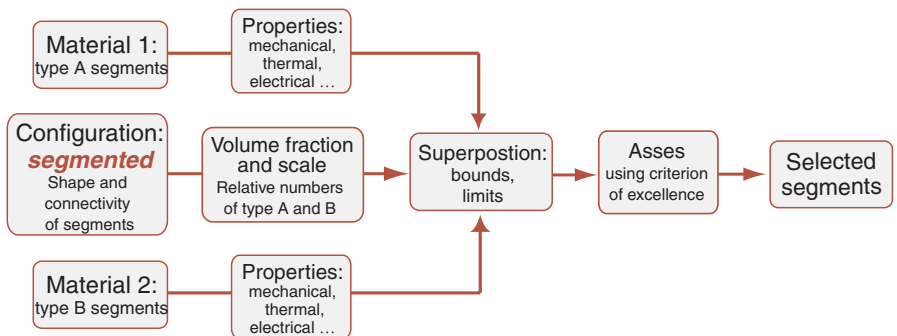 Material 1:
type A segments
Properties:
mechanical,
thermal,
electrical ...
Configuration:
segmented
Shape and
connectivity
of segments
Volume fraction
and scale
Relative numbers
of type A and B
Superpostion:
bounds,
limits
Asses
using criterion
of excellence
Selected
segments
Material 2:
type B segments
Properties:
mechanical,
thermal,
electrical ...